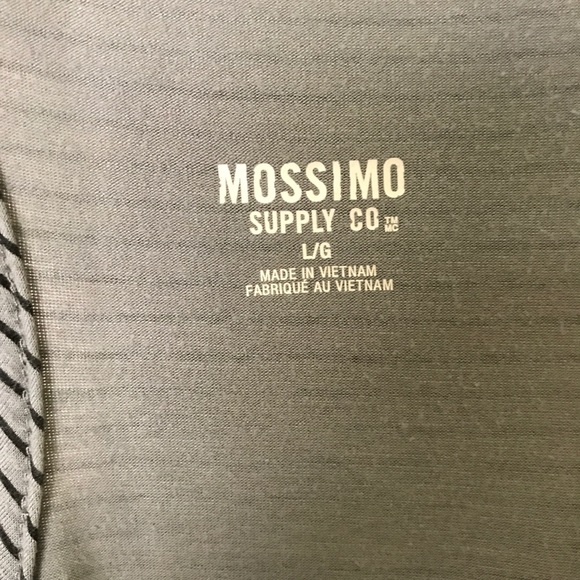 MOSSIMO
SUPPLY CO ™ MC
L/G
MADE IN VIETNAM
FABRIQUÉ AU VIETNAM